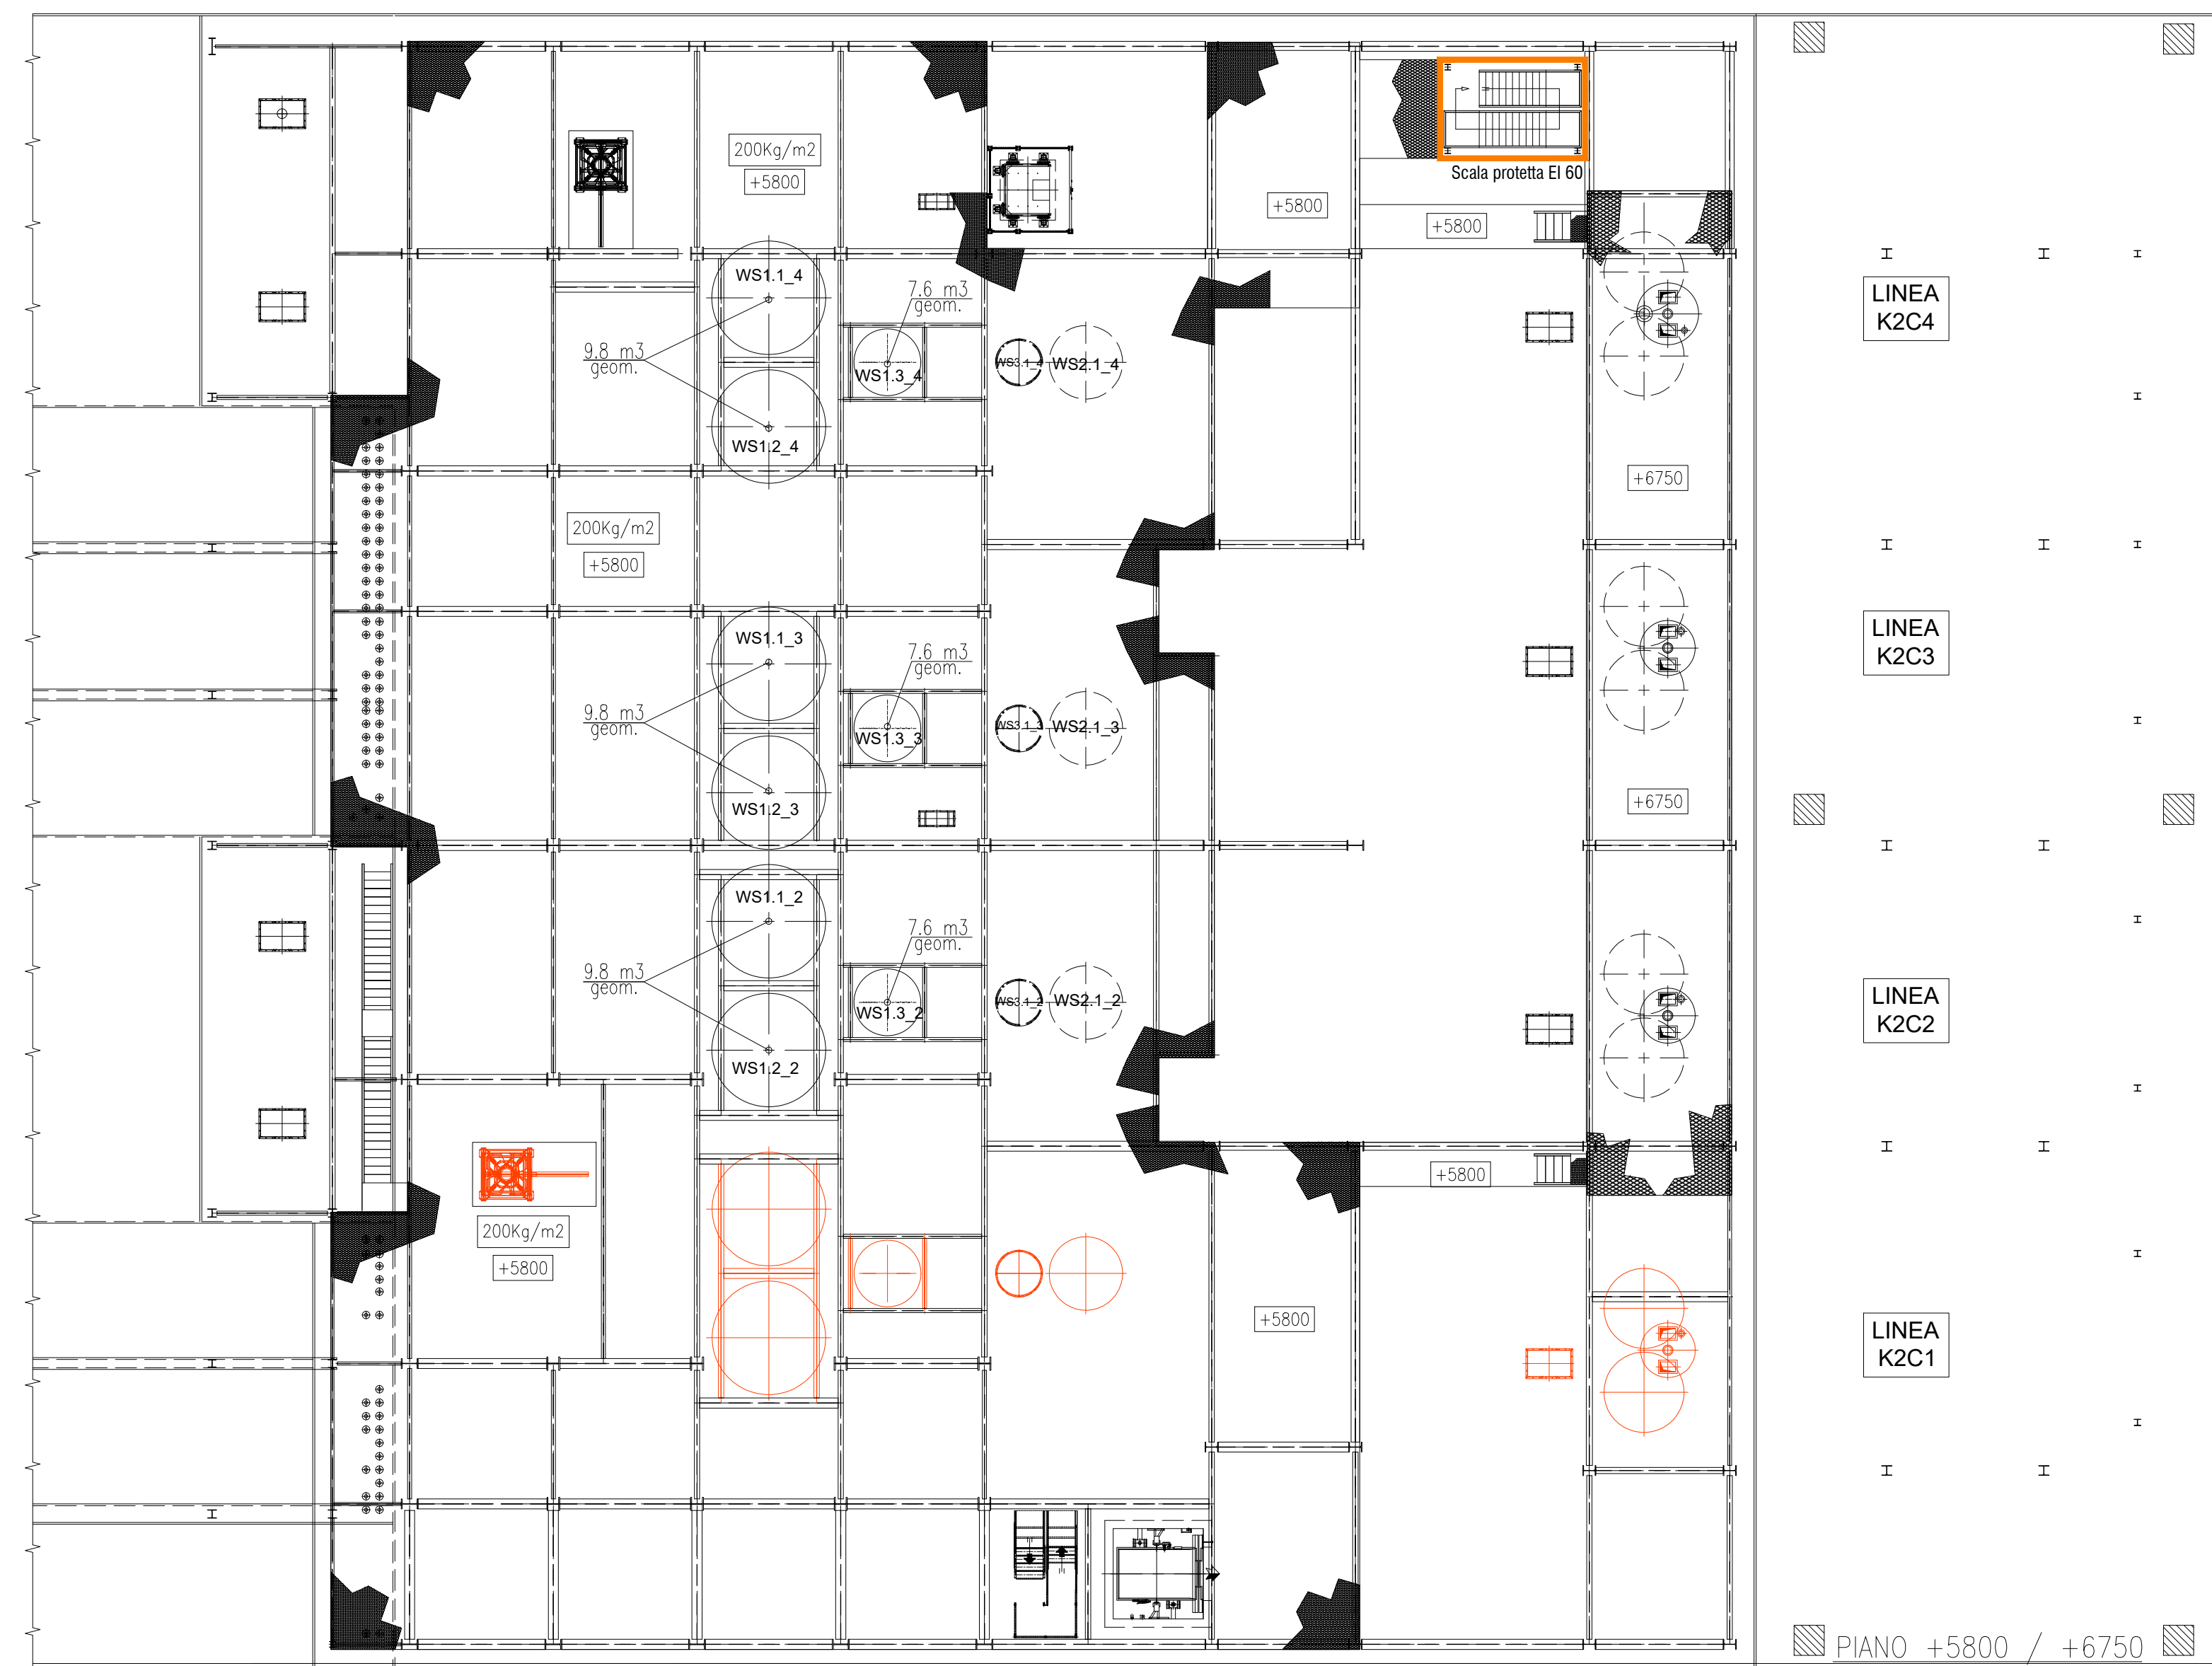 200Kg/m2
+5800
Scala protetta EI 60
+5800
+5800
WS1.1_4
7.6 m3
geom.
LINEA
K2C4
9.8 m3
geom.
WS1.3_4
WS3.1_4
WS2.1_4
WS1.2_4
+6750
200Kg/m2
+5800
WS1.1_3
7.6 m3
geom.
LINEA
K2C3
9.8 m3
geom.
WS1.3_3
WS3.1_3
WS2.1_3
WS1.2_3
+6750
WS1.1_2
7.6 m3
geom.
9.8 m3
geom.
WS1.3_2
WS3.1_2
WS2.1_2
LINEA
K2C2
WS1.2_2
+5800
200Kg/m2
+5800
+5800
LINEA
K2C1
PIANO +5800 / +6750